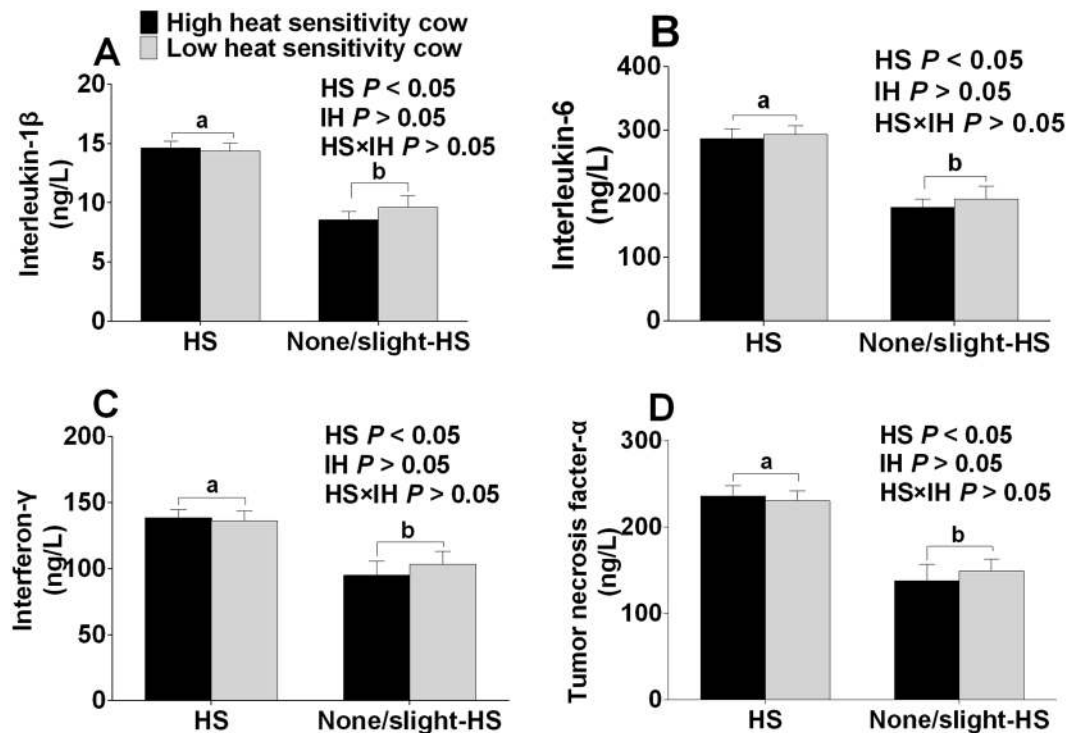 High heat sensitivity cow
Low heat sensitivity cow
A
Interleukin-1β
(ng/L)
20
15
10
5
0
HS P < 0.05
IH P > 0.05
HS×IH P > 0.05
a
b
HS
None/slight-HS
B
Interleukin-6
(ng/L)
400
300
200
100
0
HS P < 0.05
IH P > 0.05
HS×IH P > 0.05
a
b
HS
None/slight-HS
C
Interferon-γ
(ng/L)
200
150
100
50
0
HS P < 0.05
IH P > 0.05
HS×IH P > 0.05
a
b
HS
None/slight-HS
D
Tumor necrosis facter-α
(ng/L)
300
200
100
0
HS P < 0.05
IH P > 0.05
HS×IH P > 0.05
a
b
HS
None/slight-HS